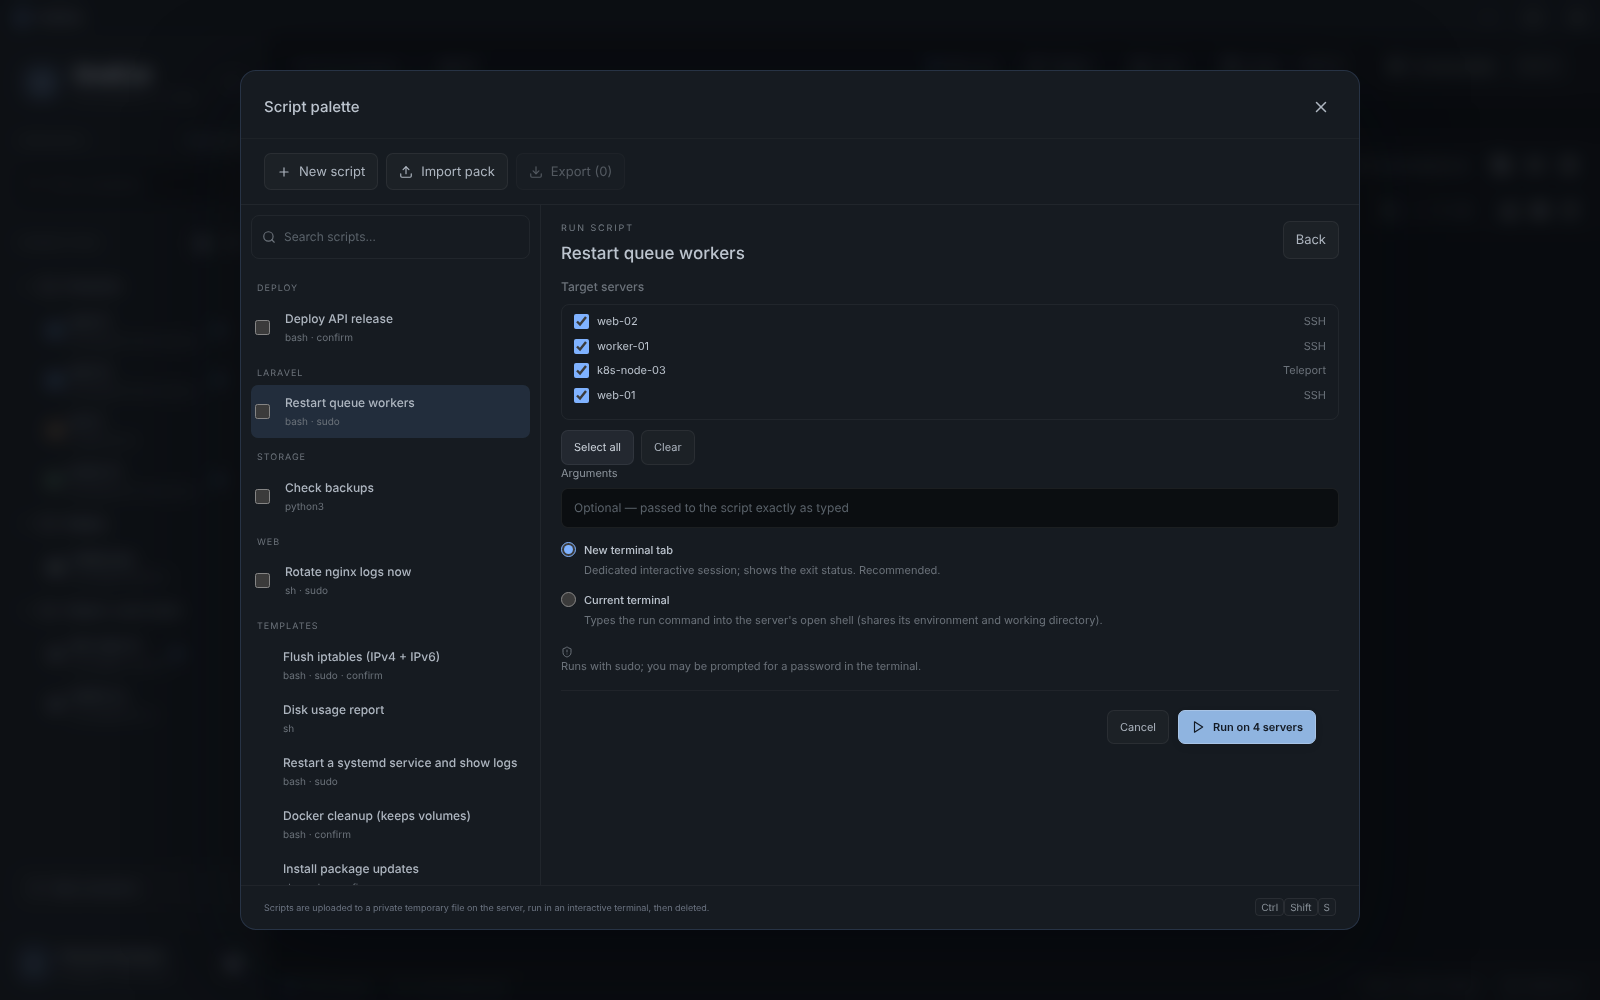 Script palette
New script
Import pack
Export (0)
Search scripts...
DEPLOY
Deploy API release
bash · confirm
LARAVEL
Restart queue workers
bash · sudo
STORAGE
Check backups
python3
WEB
Rotate nginx logs now
sh · sudo
TEMPLATES
Flush iptables (IPv4 + IPv6)
bash · sudo · confirm
Disk usage report
sh
Restart a systemd service and show logs
bash · sudo
Docker cleanup (keeps volumes)
bash · confirm
Install package updates
RUN SCRIPT
Restart queue workers
Back
Target servers
web-02 SSH
worker-01 SSH
k8s-node-03 Teleport
web-01 SSH
Select all
Clear
Arguments
Optional — passed to the script exactly as typed
New terminal tab
Dedicated interactive session; shows the exit status. Recommended.
Current terminal
Types the run command into the server's open shell (shares its environment and working directory).
Runs with sudo; you may be prompted for a password in the terminal.
Cancel
Run on 4 servers
Scripts are uploaded to a private temporary file on the server, run in an interactive terminal, then deleted.
Ctrl Shift S